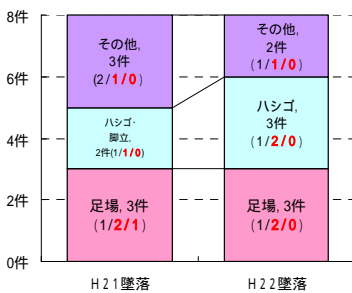 8件
6件
4件
2件
0件
その他,
3件
(2/1/0)
ハシゴ・
脚立,
2件(1/1/0)
足場, 3件
(1/2/1)
その他,
2件
(1/1/0)
ハシゴ,
3件
(1/2/0)
足場, 3件
(1/2/0)
H21墜落
H22墜落